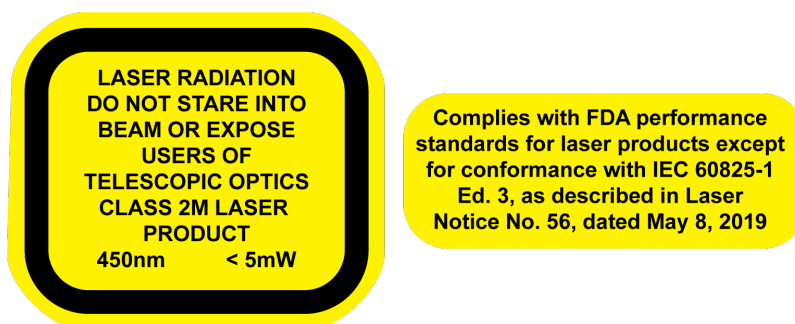 LASER RADIATION
DO NOT STARE INTO
BEAM OR EXPOSE
USERS OF
TELESCOPIC OPTICS
CLASS 2M LASER
PRODUCT
450nm < 5mW
Complies with FDA performance
standards for laser products except
for conformance with IEC 60825-1
Ed. 3, as described in Laser
Notice No. 56, dated May 8, 2019